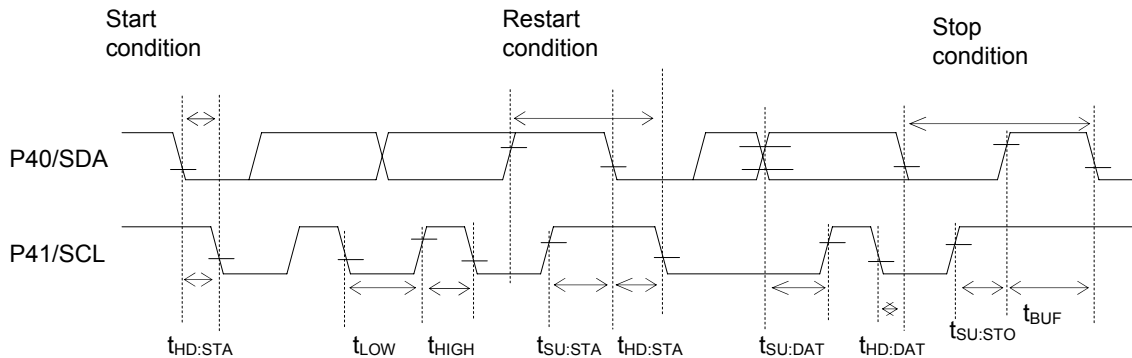 Start
condition
Restart
condition
Stop
condition
P40/SDA
P41/SCL
tHD:STA
tLOW
tHIGH
tSU:STA
tHD:STA
tSU:DAT
tHD:DAT
tSU:STO
tBUF